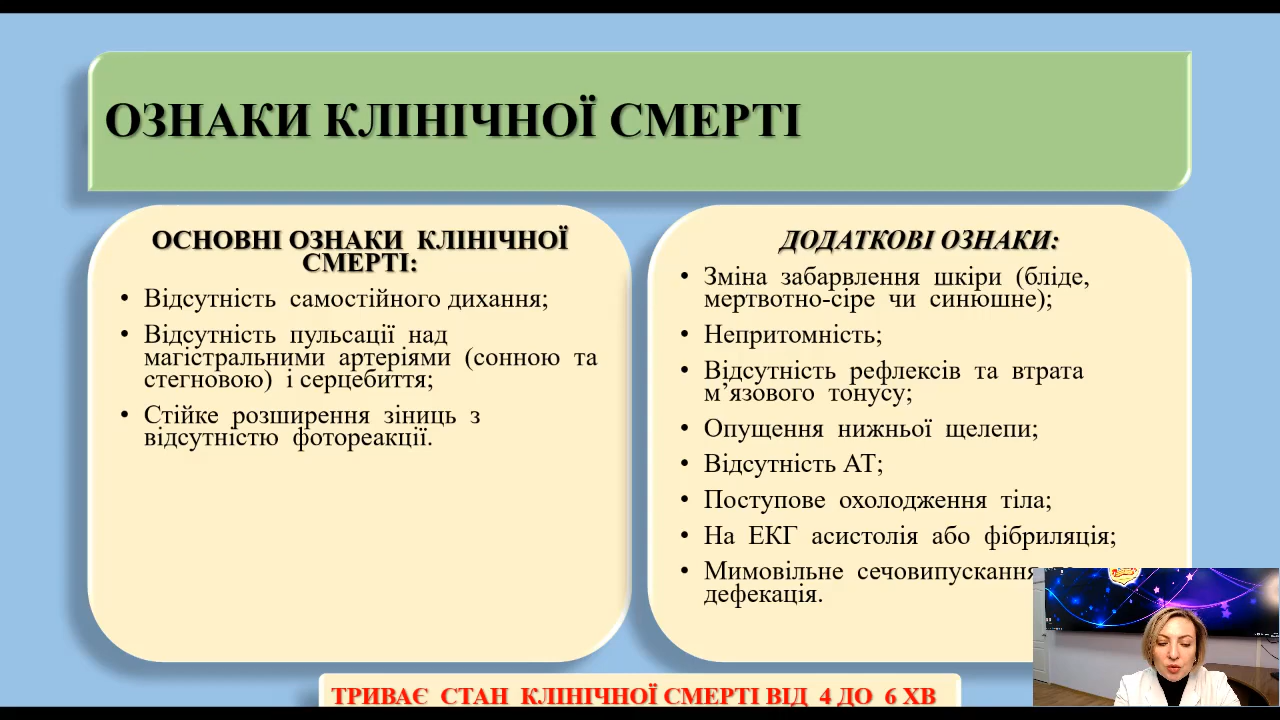 ОЗНАКИ КЛІНІЧНОЇ СМЕРТІ
ОСНОВНІ ОЗНАКИ КЛІНІЧНОЇ
СМЕРТІ:
• Відсутність самостійного дихання;
• Відсутність пульсації над
магістральними артеріями (сонною та
стегновою) і серцебиття;
• Стійке розширення зіниць з
відсутністю фотореакції.
ДОДАТКОВІ ОЗНАКИ:
• Зміна забарвлення шкіри (бліде,
мертвотно-сіре чи синюшне);
• Непритомність;
• Відсутність рефлексів та втрата
м’язового тонусу;
• Опущення нижньої щелепи;
• Відсутність АТ;
• Поступове охолодження тіла;
• На ЕКГ асистолія або фібриляція;
• Мимовільне сечовипускання
дефекація.
ТРИВАЄ СТАН КЛІНІЧНОЇ СМЕРТІ ВІД 4 ДО 6 ХВ